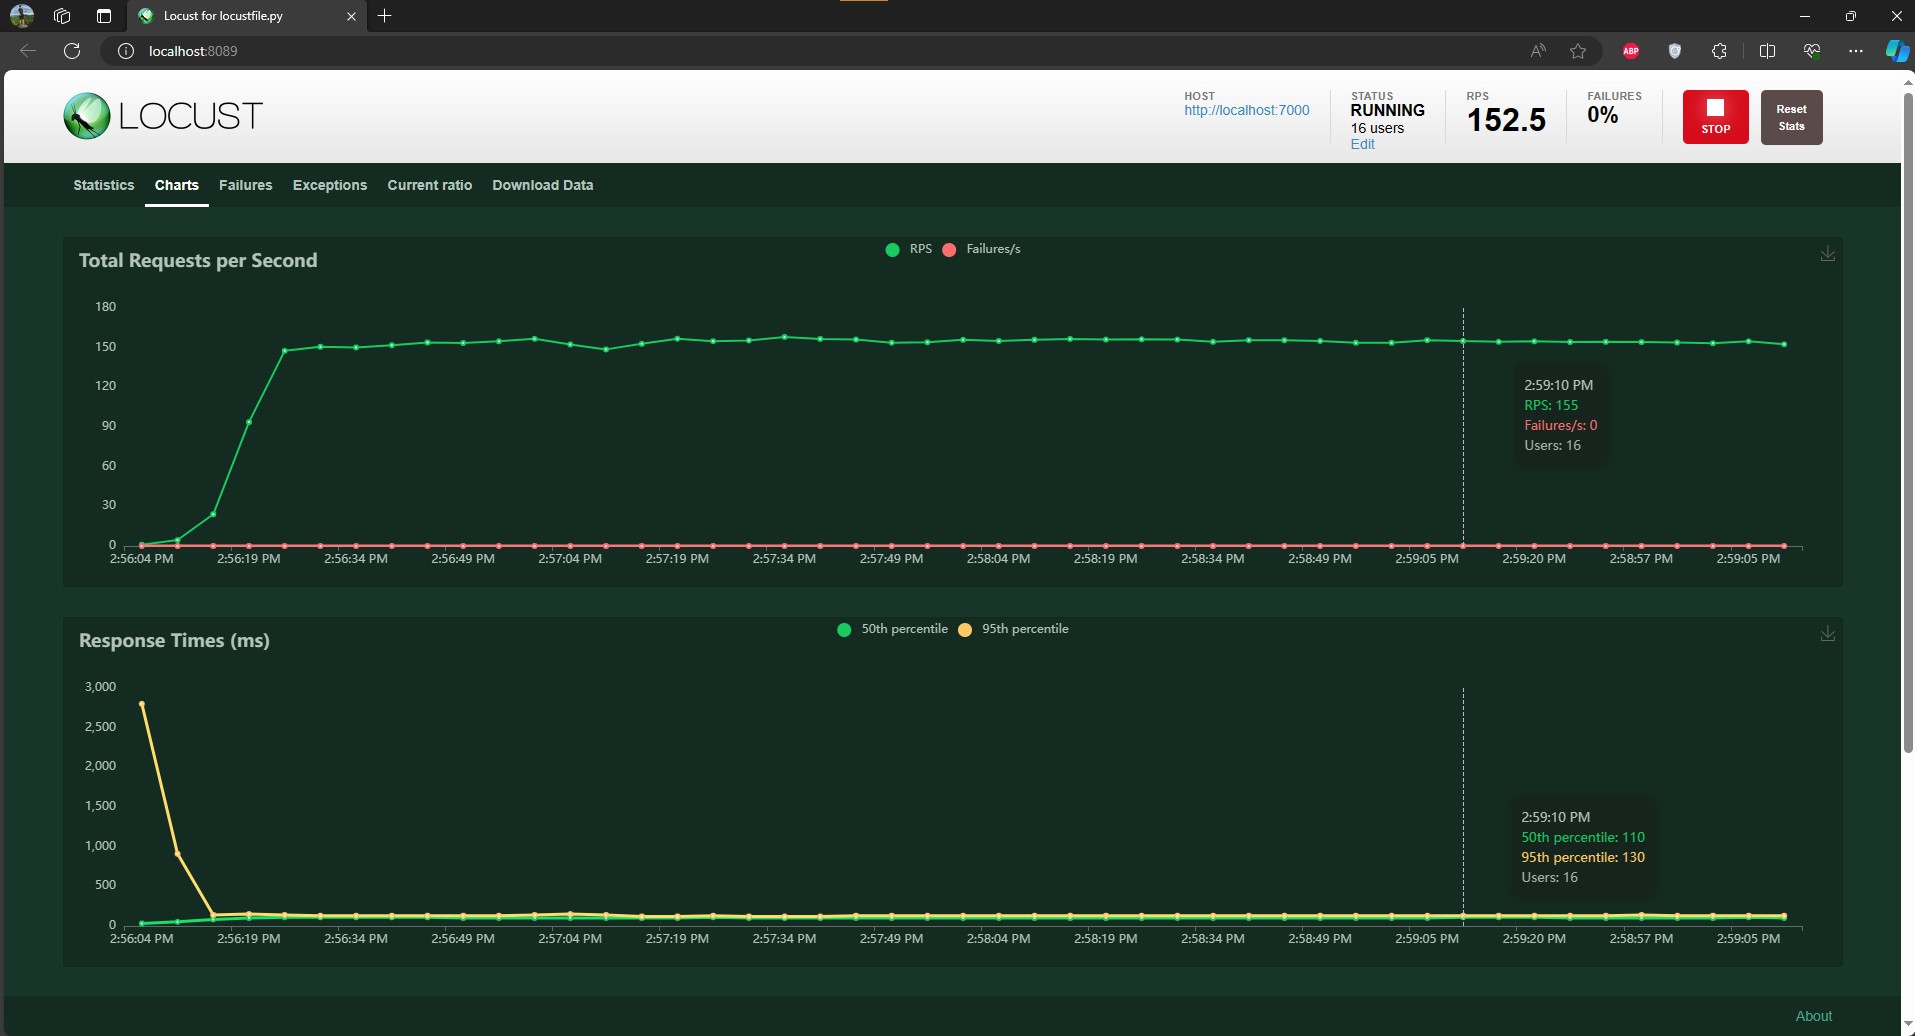 Locust for locustfile.py
localhost:8089
ABP
LOCUST
HOST
http://localhost:7000
STATUS
RUNNING
16 users
Edit
RPS
152.5
FAILURES
0%
STOP
Reset
Stats
Statistics Charts Failures Exceptions Current ratio Download Data
Total Requests per Second
RPS Failures/s
180
150
120
90
60
30
0
2:59:10 PM
RPS: 155
Failures/s: 0
Users: 16
2:56:04 PM 2:56:19 PM 2:56:34 PM 2:56:49 PM 2:57:04 PM 2:57:19 PM 2:57:34 PM 2:57:49 PM 2:58:04 PM 2:58:19 PM 2:58:34 PM 2:58:49 PM 2:59:05 PM 2:59:20 PM 2:58:57 PM 2:59:05 PM
Response Times (ms)
50th percentile 95th percentile
3,000
2,500
2,000
1,500
1,000
500
0
2:59:10 PM
50th percentile: 110
95th percentile: 130
Users: 16
2:56:04 PM 2:56:19 PM 2:56:34 PM 2:56:49 PM 2:57:04 PM 2:57:19 PM 2:57:34 PM 2:57:49 PM 2:58:04 PM 2:58:19 PM 2:58:34 PM 2:58:49 PM 2:59:05 PM 2:59:20 PM 2:58:57 PM 2:59:05 PM
About